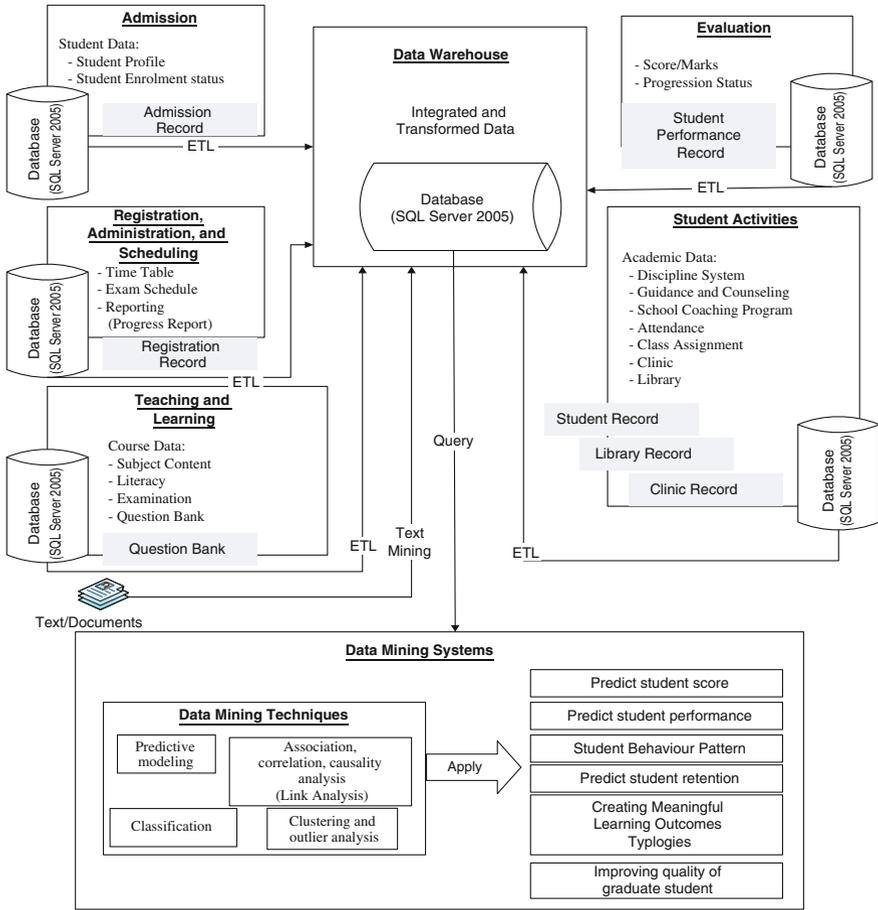 Admission
Student Data:
- Student Profile
- Student Enrolment status
Admission
Record
Database
(SQL Server 2005)
ETL
Registration,
Administration, and
Scheduling
- Time Table
- Exam Schedule
- Reporting
(Progress Report)
Registration
Record
Database
(SQL Server 2005)
ETL
Teaching and
Learning
Course Data:
- Subject Content
- Literacy
- Examination
- Question Bank
Question Bank
Database
(SQL Server 2005)
ETL
Text/Documents
Text
Mining
Data Warehouse
Integrated and
Transformed Data
Database
(SQL Server 2005)
Query
Evaluation
- Score/Marks
- Progression Status
Student
Performance
Record
Database
(SQL Server 2005)
ETL
Student Activities
Academic Data:
- Discipline System
- Guidance and Counseling
- School Coaching Program
- Attendance
- Class Assignment
- Clinic
- Library
Student Record
Library Record
Clinic Record
Database
(SQL Server 2005)
ETL
Data Mining Systems
Data Mining Techniques
Predictive
modeling
Association,
correlation, causality
analysis
(Link Analysis)
Classification
Clustering and
outlier analysis
Apply
Predict student score
Predict student performance
Student Behaviour Pattern
Predict student retention
Creating Meaningful
Learning Outcomes
Typlogies
Improving quality of
graduate student